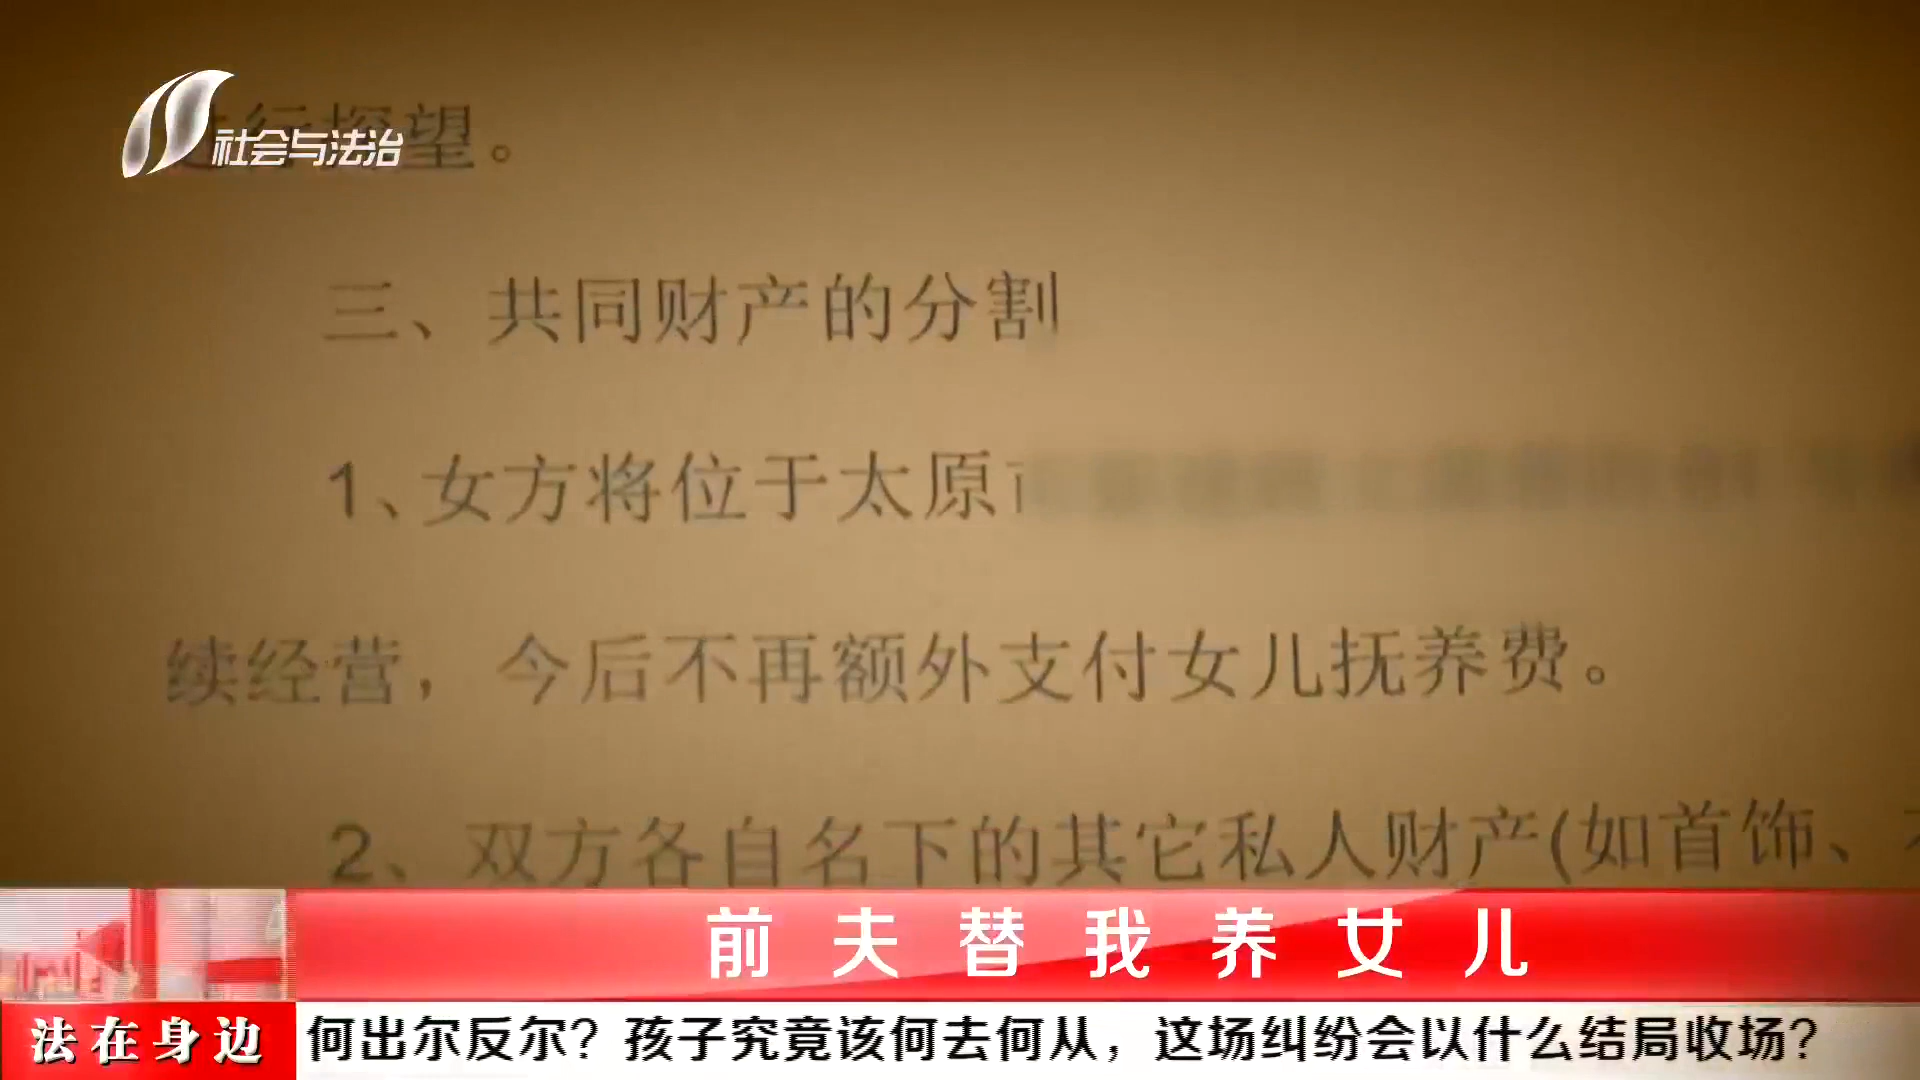 社会与法治
进行探望。
三、共同财产的分割
1、女方将位于太原
续经营，今后不再额外支付女儿抚养费。
2、双方各自名下的其它私人财产(如首饰、
前夫替我养女儿
法在身边
何出尔反尔？孩子究竟该何去何从，这场纠纷会以什么结局收场？